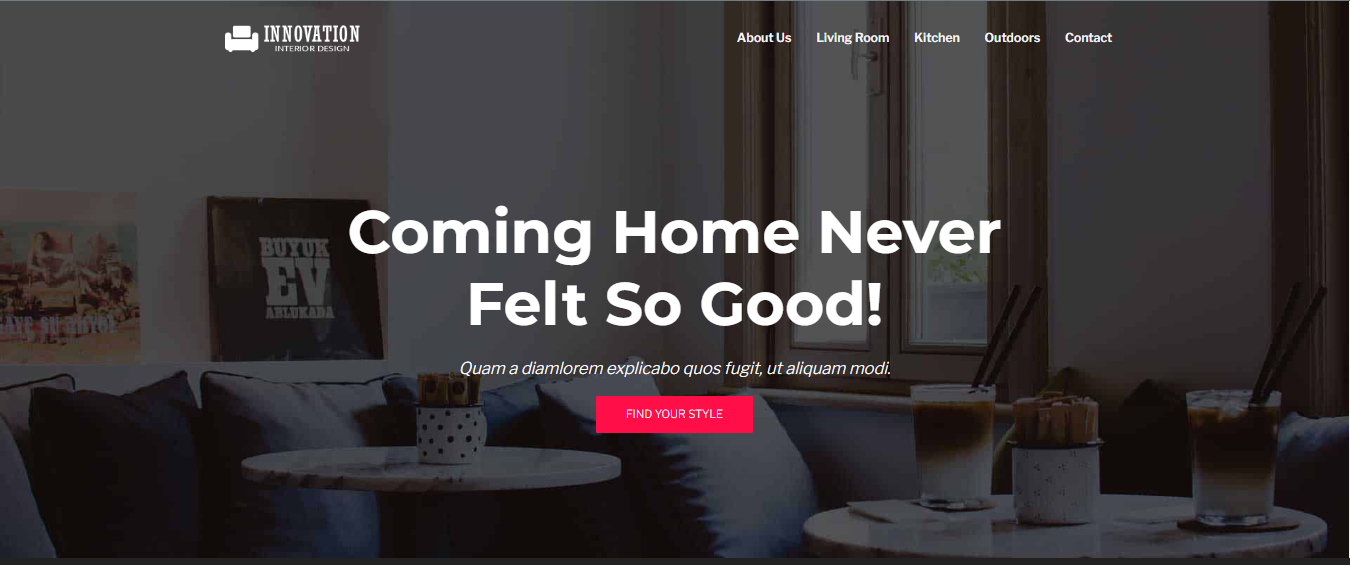 INNOVATION
INTERIOR DESIGN
About Us Living Room Kitchen Outdoors Contact
BUYUK
EV
ABLUKADA
Coming Home Never
Felt So Good!
Quam a diamlorem explicabo quos fugit, ut aliquam modi.
FIND YOUR STYLE